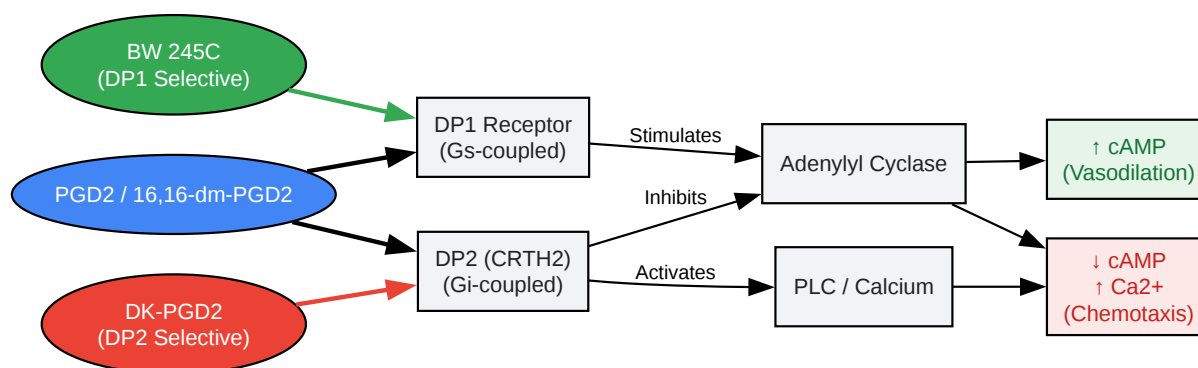 BW 245C
(DP1 Selective)
PGD2 / 16,16-dm-PGD2
DK-PGD2
(DP2 Selective)
DP1 Receptor
(Gs-coupled)
DP2 (CRTH2)
(Gi-coupled)
Stimulates
Inhibits
Activates
Adenylyl Cyclase
PLC / Calcium
↑ cAMP
(Vasodilation)
↓ cAMP
↑ Ca2+
(Chemotaxis)